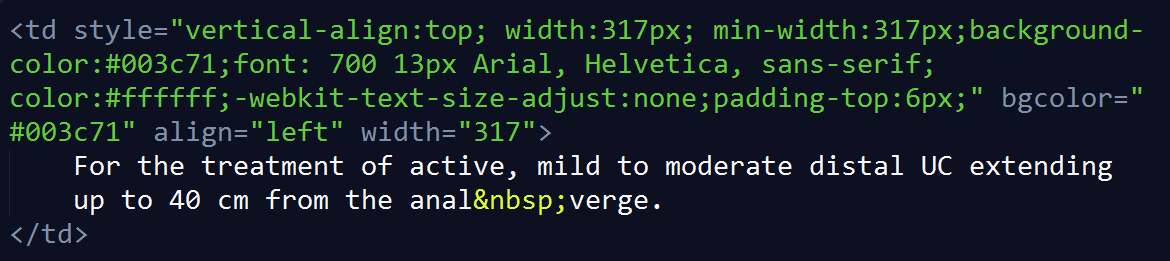 <td style="vertical-align:top; width:317px; min-width:317px;background-
color:#003c71;font: 700 13px Arial, Helvetica, sans-serif;
color:#ffffff;-webkit-text-size-adjust:none;padding-top:6px;" bgcolor="
#003c71" align="left" width="317">
For the treatment of active, mild to moderate distal UC extending
up to 40 cm from the anal&nbsp;verge.
</td>